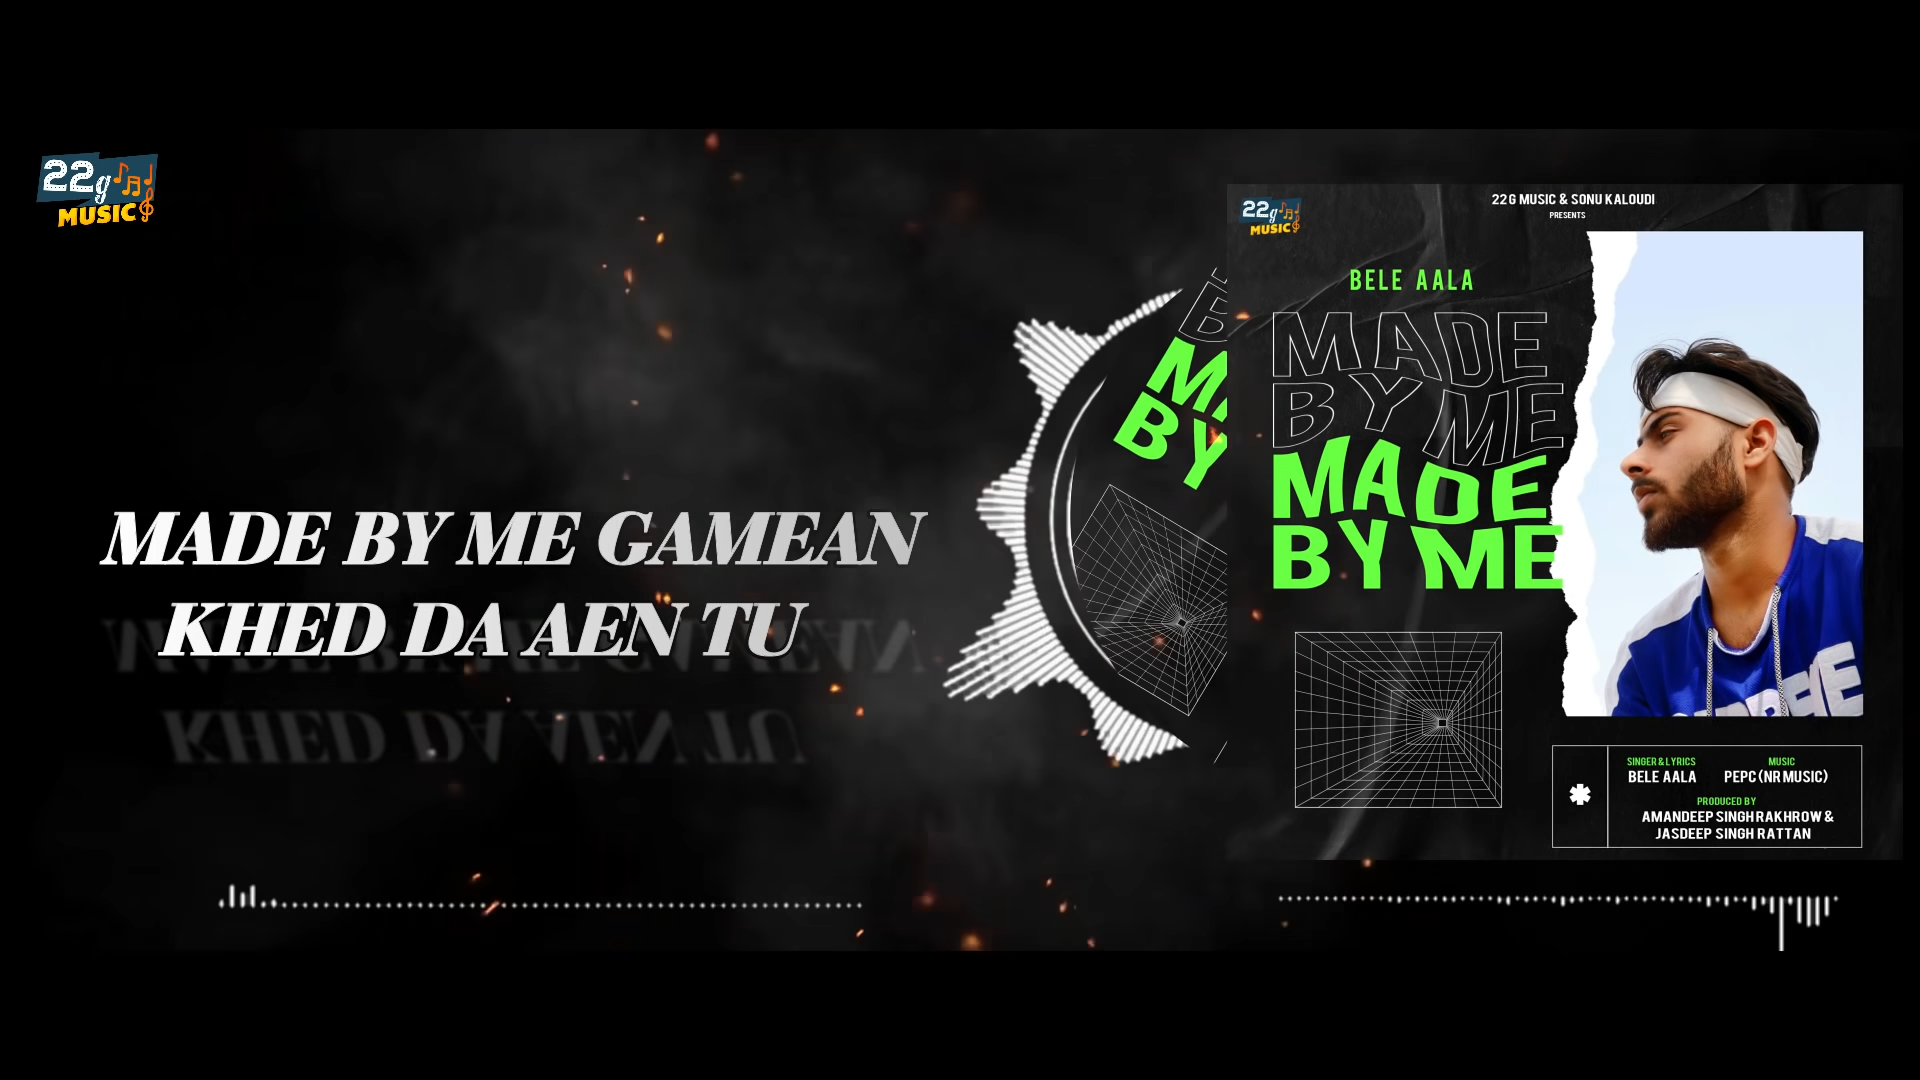 22g
MUSIC
MADE BY ME GAMEAN
KHED DA AEN TU
B
MA
BY
22g
MUSIC
22G MUSIC & SONU KALOUDI
PRESENTS
BELE AALA
MADE
BY ME
MADE
BY ME
SINGER & LYRICS
BELE AALA
MUSIC
PEPC (NR MUSIC)
PRODUCED BY
AMANDEEP SINGH RAKHROW &
JASDEEP SINGH RATTAN